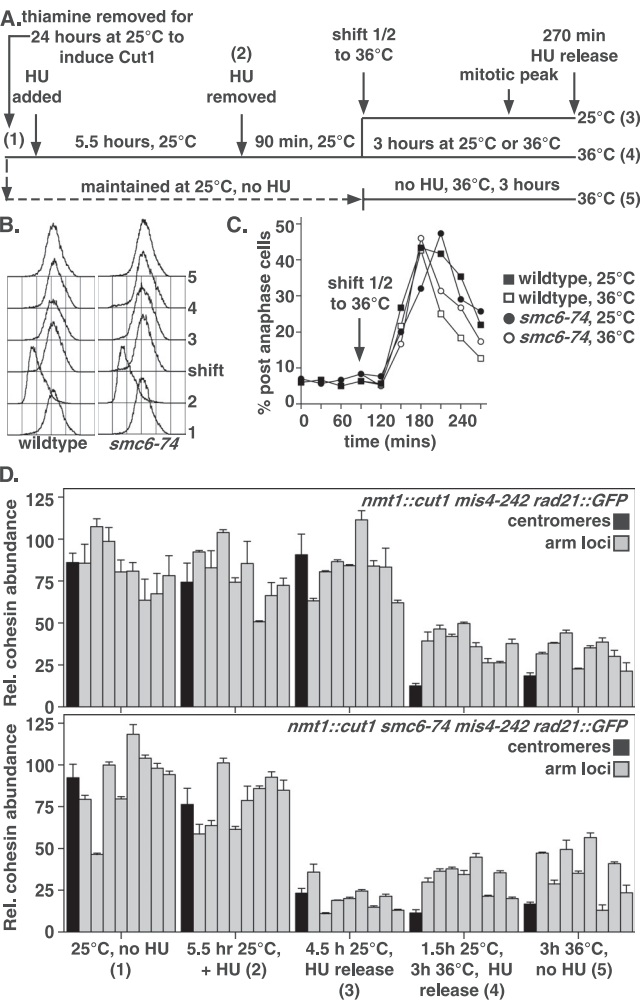 A.
thiamine removed for
24 hours at 25°C to
induce Cut1
HU
added
(2)
HU
removed
shift 1/2
to 36°C
270 min
HU release
mitotic peak
25°C (3)
(1)
5.5 hours, 25°C
90 min, 25°C
3 hours at 25°C or 36°C
36°C (4)
maintained at 25°C, no HU
no HU, 36°C, 3 hours
36°C (5)
B.
5
4
3
shift
2
1
wildtype
smc6-74
C.
% post anaphase cells
50
40
30
20
10
0
shift 1/2
to 36°C
0 60 120 180 240
time (mins)
wildtype, 25°C
wildtype, 36°C
smc6-74, 25°C
smc6-74, 36°C
D.
Rel. cohesin abundance
125
100
75
50
25
0
nmt1::cut1 mis4-242 rad21::GFP
centromeres
arm loci
Rel. cohesin abundance
125
100
75
50
25
0
nmt1::cut1 smc6-74 mis4-242 rad21::GFP
centromeres
arm loci
25°C, no HU
(1)
5.5 hr 25°C,
+ HU (2)
4.5 h 25°C,
HU release
(3)
1.5h 25°C,
3h 36°C, HU
release (4)
3h 36°C,
no HU (5)